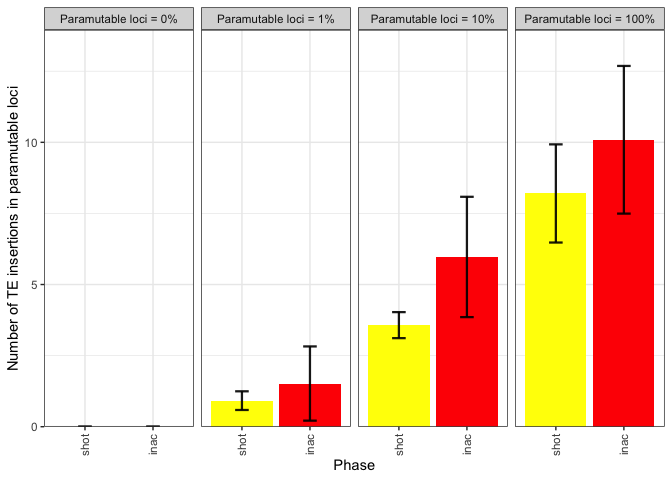 Paramutable loci = 0%
Paramutable loci = 1%
Paramutable loci = 10%
Paramutable loci = 100%
Number of TE insertions in paramutable loci
10
5
0
shot
inac
shot
inac
shot
inac
shot
inac
Phase